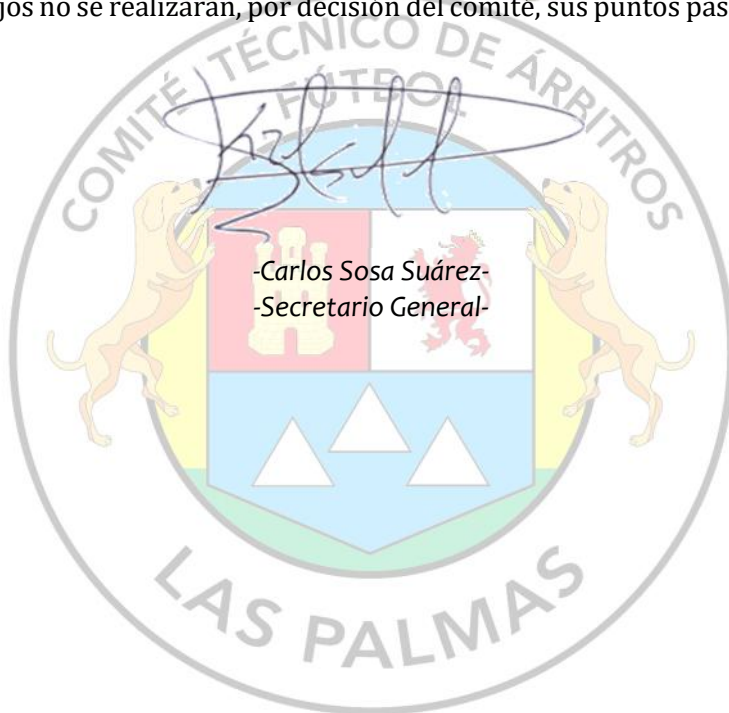 jos no se realizaran, por decisión del comité, sus puntos pas
COMITÉ TÉCNICO DE ÁRBITROS
FÚTBOL
-Carlos Sosa Suárez-
-Secretario General-
LAS PALMAS